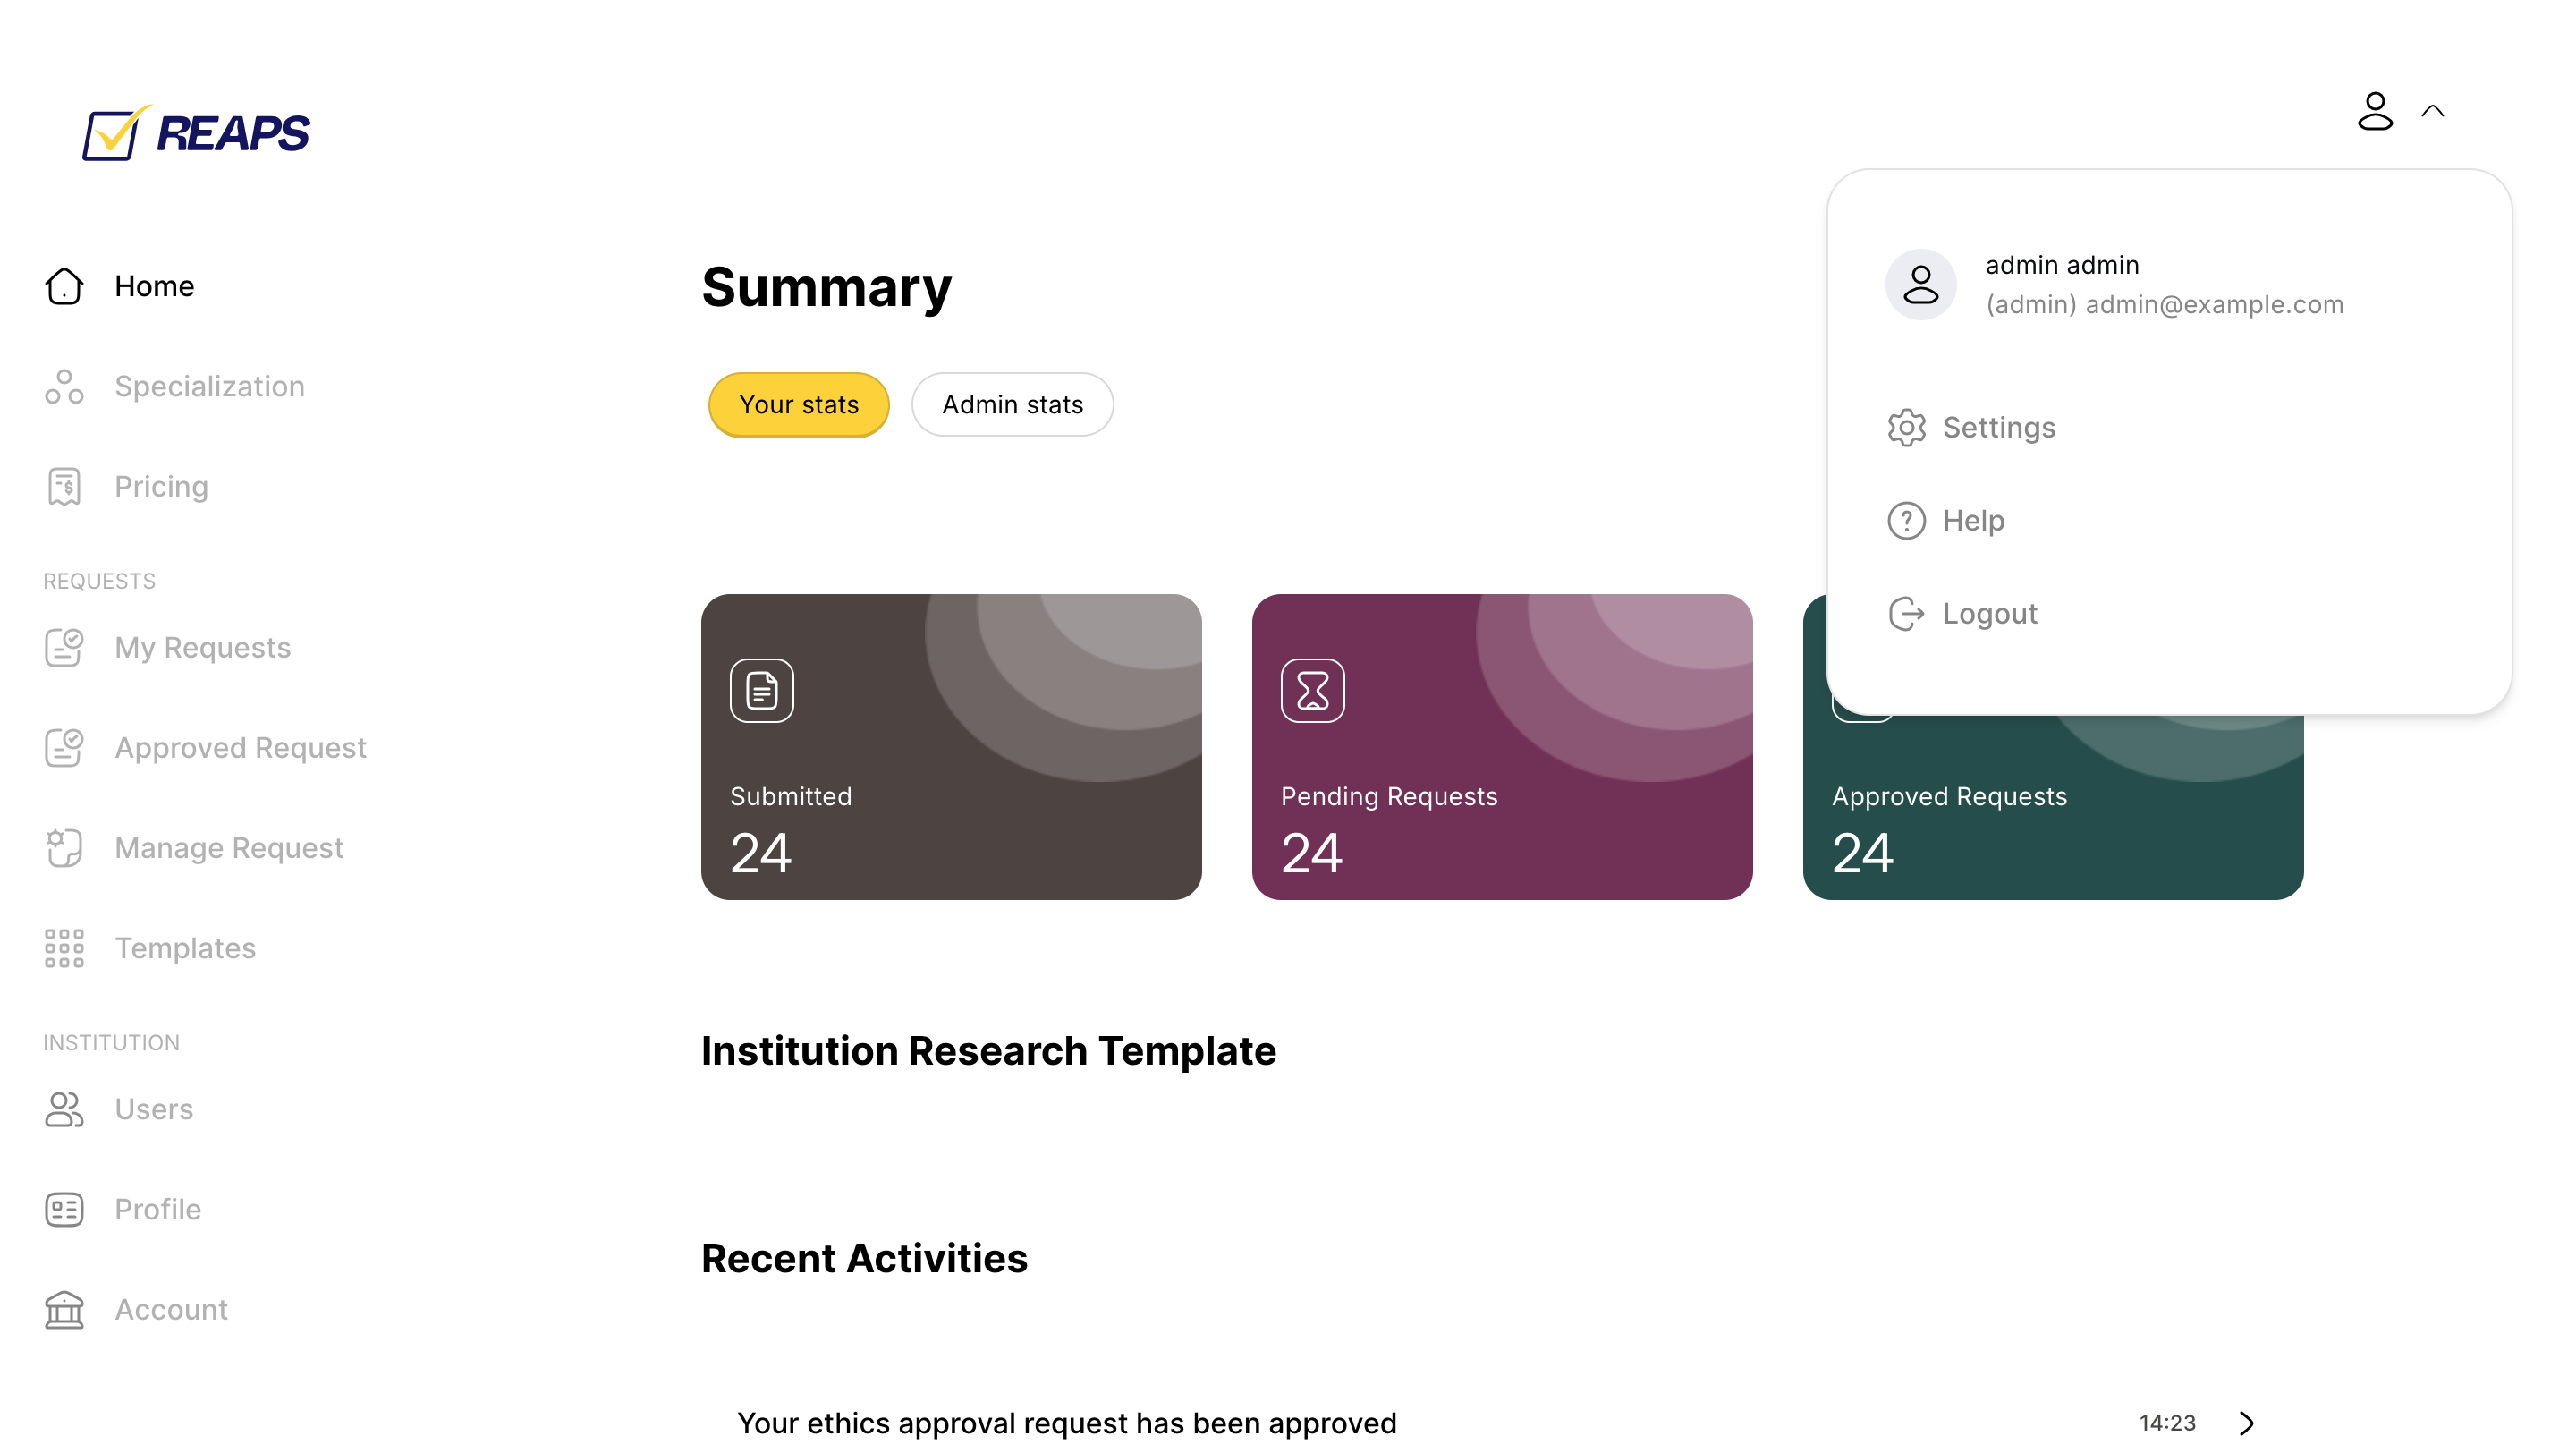 REAPS
Home
Specialization
Pricing
REQUESTS
My Requests
Approved Request
Manage Request
Templates
INSTITUTION
Users
Profile
Account
Summary
Your stats
Admin stats
Submitted
24
Pending Requests
24
Approved Requests
24
Institution Research Template
Recent Activities
Your ethics approval request has been approved
14:23
admin admin
(admin) admin@example.com
Settings
Help
Logout